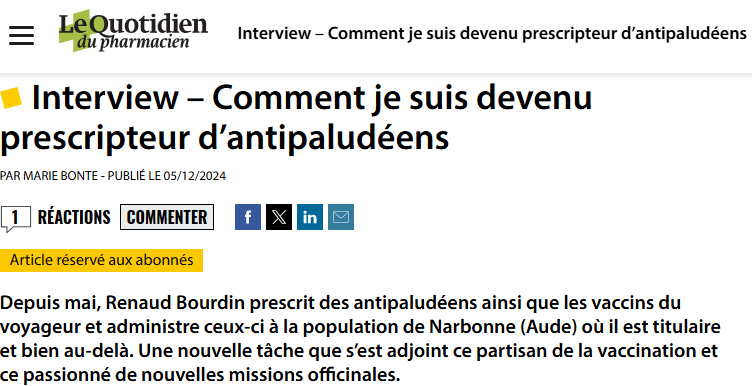 Le Quotidien
du pharmacien
Interview – Comment je suis devenu prescripteur d’antipaludéens
Interview – Comment je suis devenu
prescripteur d’antipaludéens
PAR MARIE BONTE - PUBLIÉ LE 05/12/2024
1 RÉACTIONS COMMENTER
Article réservé aux abonnés
Depuis mai, Renaud Bourdin prescrit des antipaludéens ainsi que les vaccins du
voyageur et administre ceux-ci à la population de Narbonne (Aude) où il est titulaire
et bien au-delà. Une nouvelle tâche que s’est adjoint ce partisan de la vaccination et
ce passionné de nouvelles missions officinales.